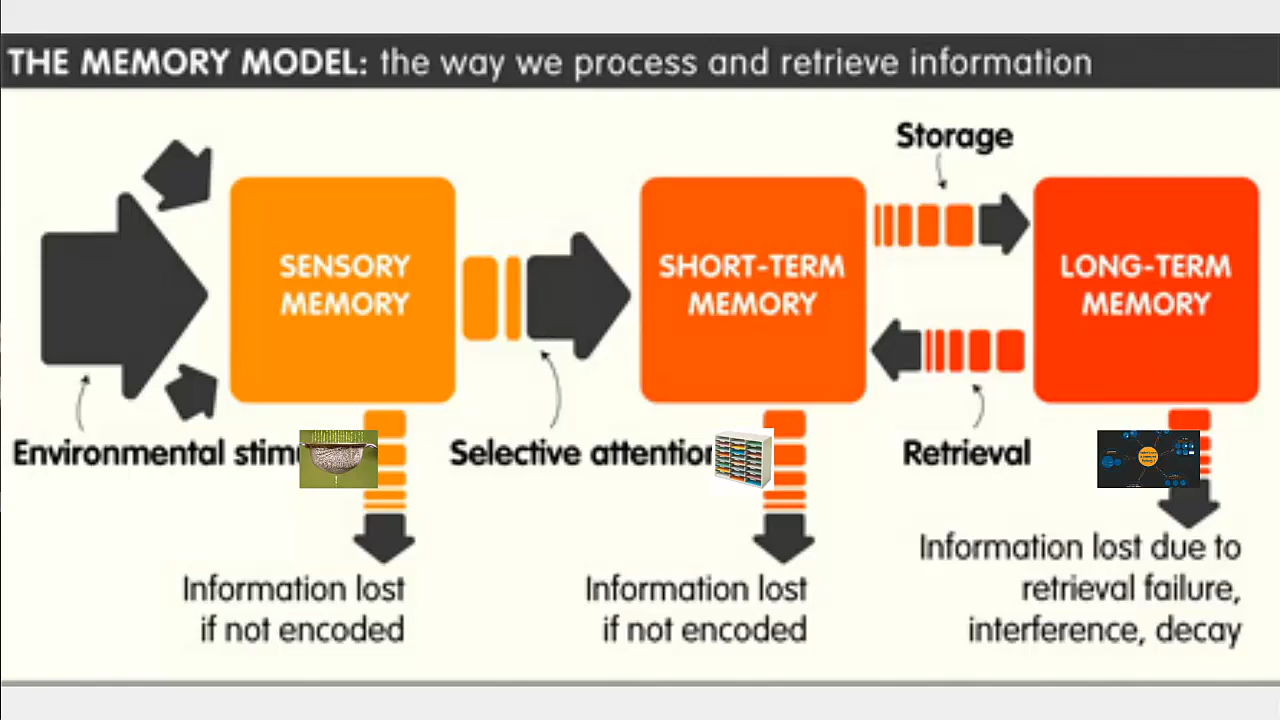 THE MEMORY MODEL: the way we process and retrieve information
Storage
SENSORY
MEMORY
SHORT-TERM
MEMORY
LONG-TERM
MEMORY
Environmental
Selective
Retrieval
Information lost
if not encoded
Information lost
if not encoded
Information lost due to
retrieval failure,
interference, decay